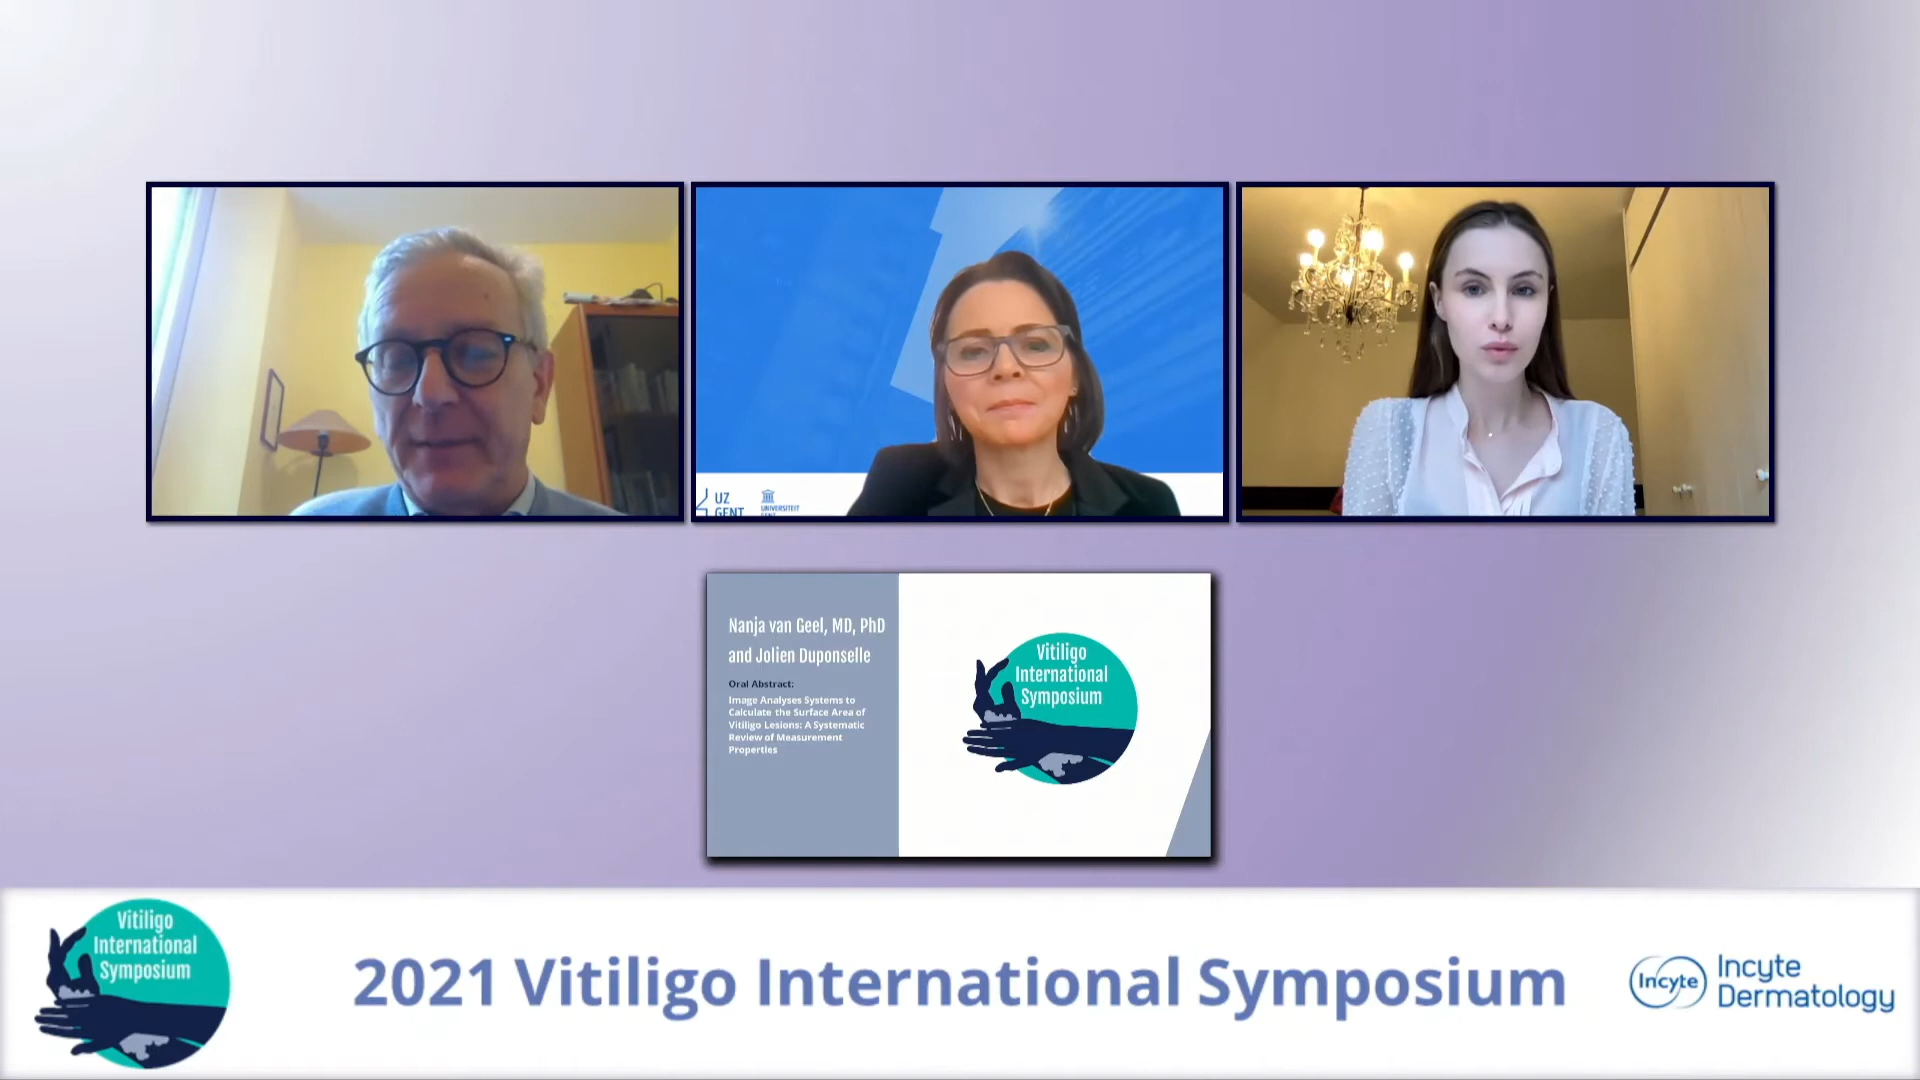 UZ
GENT
UNIVERSITEIT
Nanja van Geel, MD, PhD
and Jolien Duponselle
Oral Abstract:
Image Analyses Systems to
Calculate the Surface Area of
Vitiligo Lesions: A Systematic
Review of Measurement
Properties
Vitiligo
International
Symposium
Vitiligo
International
Symposium
2021 Vitiligo International Symposium
Incyte
Incyte
Dermatology